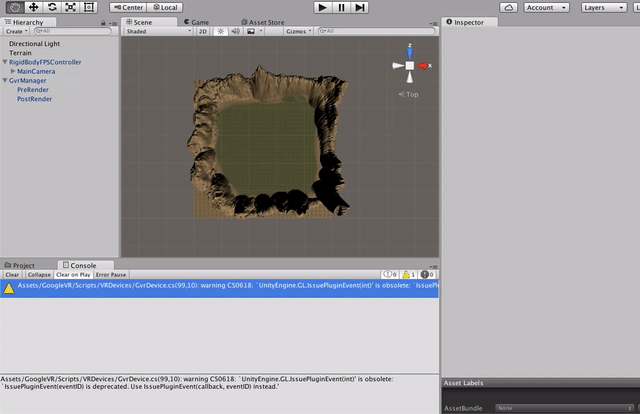 Center Local Account Layers L
Hierarchy Scene Game Asset Store Inspector
Create All Shaded 2D Gizmos All
Directional Light
Terrain
RigidBodyFPSController
MainCamera
GvrManager
PreRender
PostRender
z
x
Top
Project Console
Clear Collapse Clear on Play Error Pause 0 1 0
Assets/GoogleVR/Scripts/VRDevices/GvrDevice.cs(99,10): warning CS0618: `UnityEngine.GL.IssuePluginEvent(int)' is obsolete: `IssuePl
Assets/GoogleVR/Scripts/VRDevices/GvrDevice.cs(99,10): warning CS0618: `UnityEngine.GL.IssuePluginEvent(int)' is obsolete:
`IssuePluginEvent(eventID) is deprecated. Use IssuePluginEvent(callback, eventID) instead.'
Asset Labels
AssetBundle None